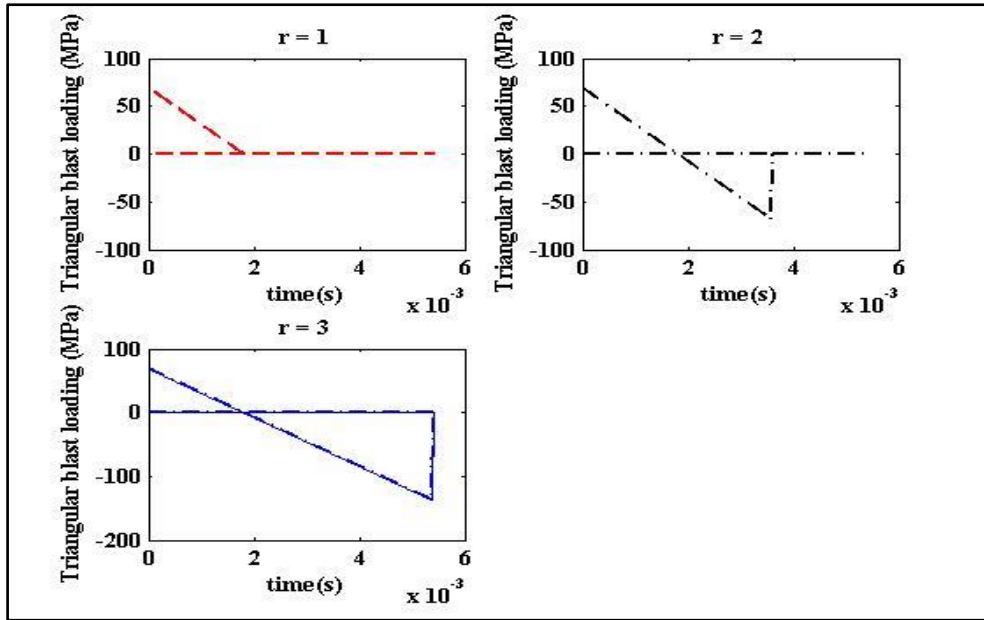 r = 1
Triangular blast loading (MPa)
100
50
0
-50
-100
0 2 4 6
time(s)
x 10⁻³
r = 2
Triangular blast loading (MPa)
100
50
0
-50
-100
0 2 4 6
time(s)
x 10⁻³
r = 3
Triangular blast loading (MPa)
100
0
-100
-200
0 2 4 6
time(s)
x 10⁻³